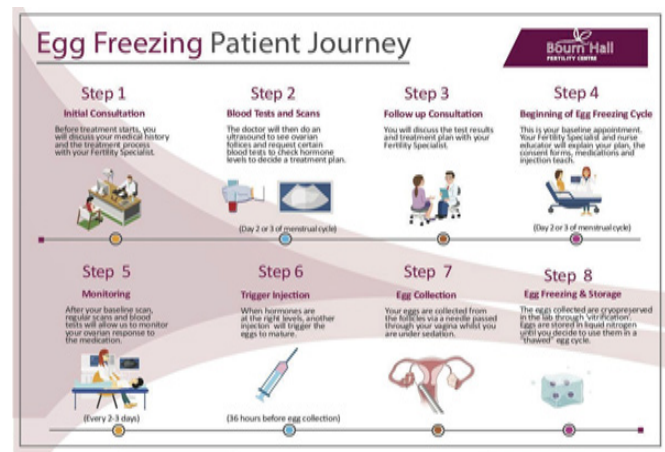 Egg Freezing Patient Journey
Bourn Hall
FERTILITY CENTRE
Step 1
Initial Consultation
Before treatment starts, you
will discuss your medical history
and the treatment process
with your Fertility Specialist.
Step 2
Blood Tests and Scans
The doctor will then do an
ultrasound to see ovarian
follices and request certain
blood tests to check hormone
levels to decide a treatment plan.
(Day 2 or 3 of menstrual cycle)
Step 3
Follow up Consultation
You will discuss the test results
and treatment plan with your
Fertility Specialist.
Step 4
Beginning of Egg Freezing Cycle
This is your baseline appointment.
Your Fertility Specialist and nurse
educator will explain your plan, the
consent forms, medications and
injection teach.
(Day 2 or 3 of menstrual cycle)
Step 5
Monitoring
After your baseline scan,
regular scans and blood
tests will allow us to monitor
your ovarian response to
the medication.
(Every 2-3 days)
Step 6
Trigger Injection
When hormones are
at the right levels, another
injection will trigger the
eggs to mature.
(36 hours before egg collection)
Step 7
Egg Collection
Your eggs are collected from
the follicles via a needle passed
through your vagina whilst you
are under sedation.
Step 8
Egg Freezing & Storage
The eggs collected are cryopreserved
in the lab through 'vitrification'.
Eggs are stored in liquid nitrogen
until you decide to use them in a
"thawed" egg cycle.